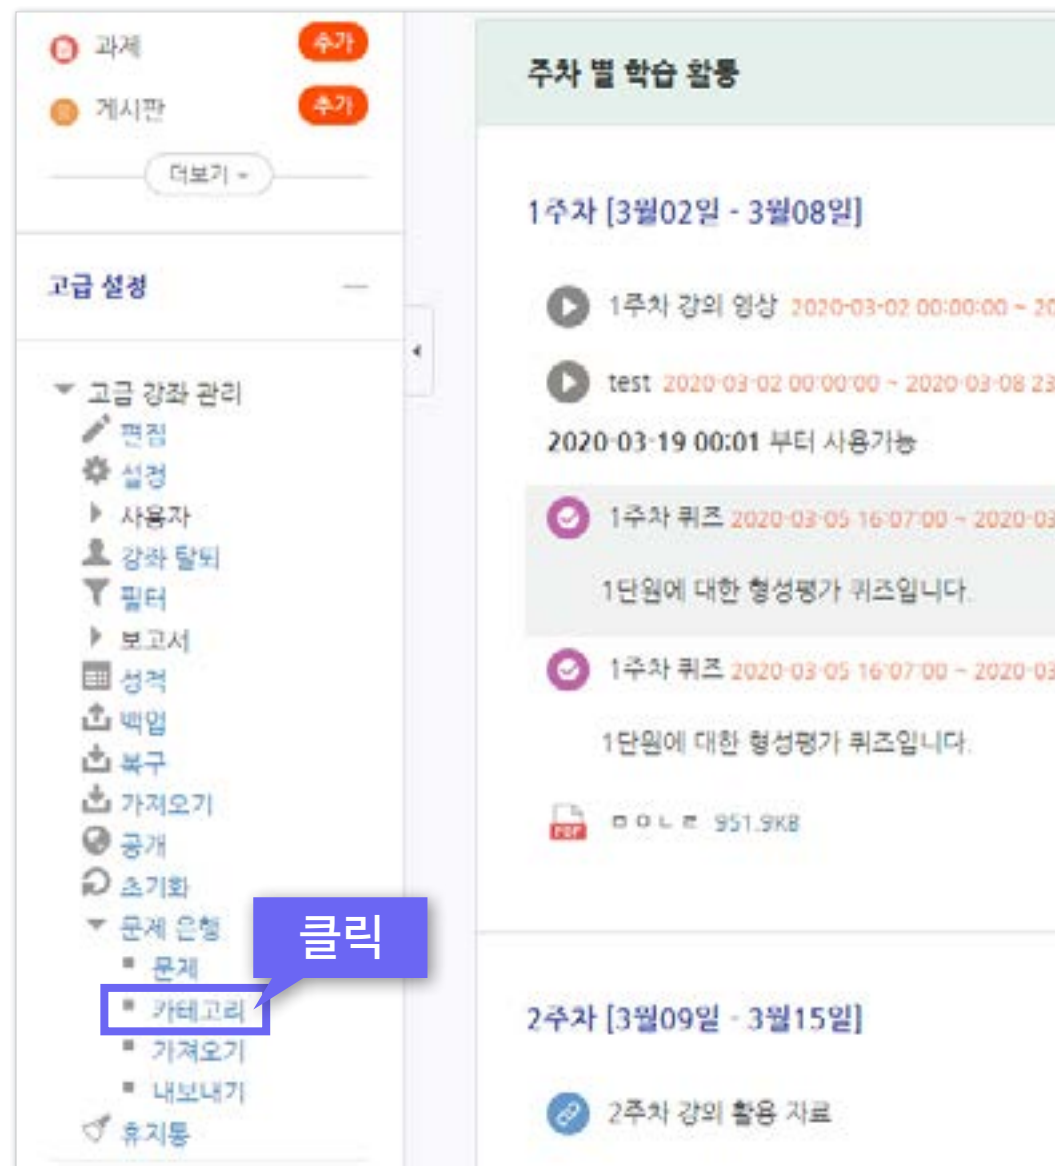 과제
추가
게시판
추가
더보기
고급 설정
고급 강좌 관리
편집
설정
사용자
강좌 탈퇴
필터
보고서
성적
백업
복구
가져오기
공개
초기화
문제 은행
문제
카테고리
가져오기
내보내기
휴지통
클릭
주차 별 학습 활동
1주차 [3월02일 - 3월08일]
1주차 강의 영상 2020-03-02 00:00:00 ~ 20
test 2020-03-02 00:00:00 ~ 2020-03-08 23
2020-03-19 00:01 부터 사용가능
1주차 퀴즈 2020-03-05 16:07:00 ~ 2020-03
1단원에 대한 형성평가 퀴즈입니다.
1주차 퀴즈 2020-03-05 16:07:00 ~ 2020-03
1단원에 대한 형성평가 퀴즈입니다.
PDF ㅁㅇㄴㄹ 951.9KB
2주차 [3월09일 - 3월15일]
2주차 강의 활용 자료